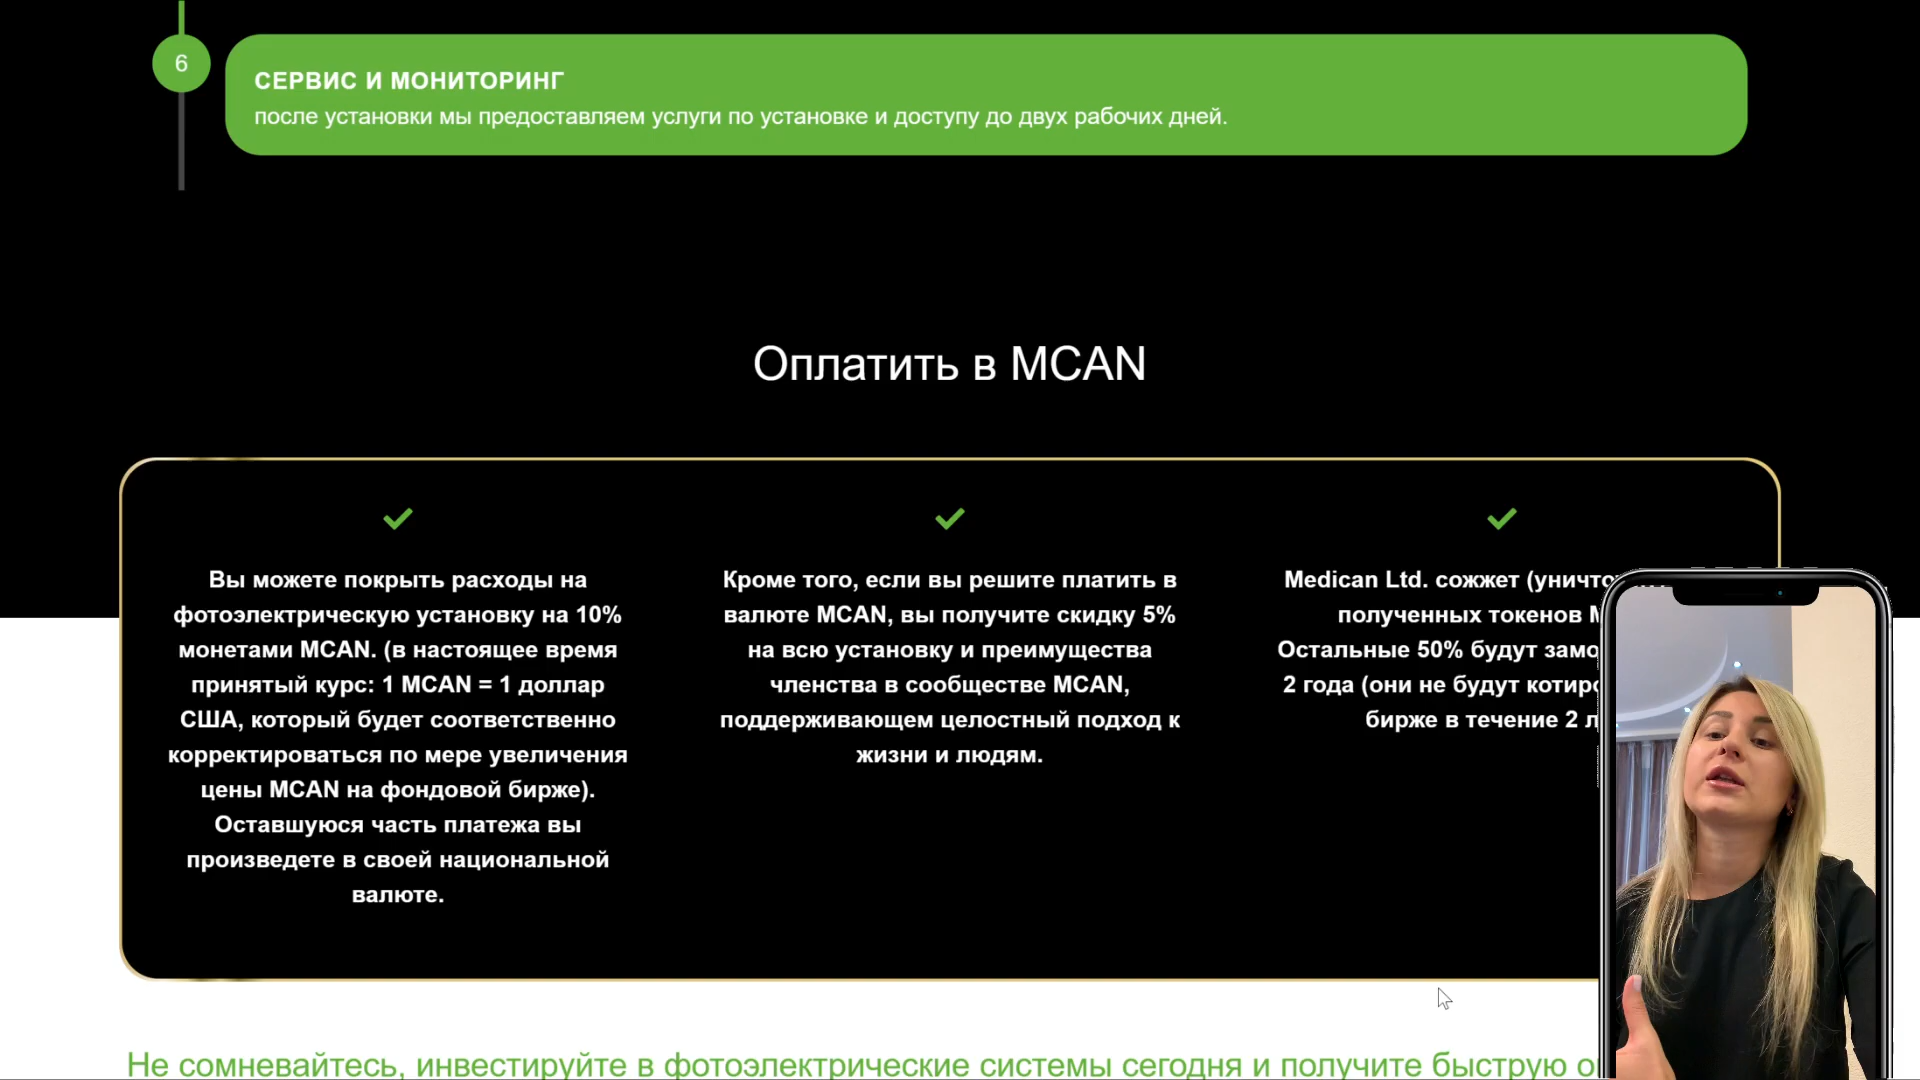 6
СЕРВИС И МОНИТОРИНГ
после установки мы предоставляем услуги по установке и доступу до двух рабочих дней.
Оплатить в MCAN
Вы можете покрыть расходы на
фотоэлектрическую установку на 10%
монетами MCAN. (в настоящее время
принятый курс: 1 MCAN = 1 доллар
США, который будет соответственно
корректироваться по мере увеличения
цены MCAN на фондовой бирже).
Оставшуюся часть платежа вы
произведете в своей национальной
валюте.
Кроме того, если вы решите платить в
валюте MCAN, вы получите скидку 5%
на всю установку и преимущества
членства в сообществе MCAN,
поддерживающем целостный подход к
жизни и людям.
Medican Ltd. сожжет
полученных токенов
Остальные 50% будут
2 года (они не будут
бирже в течение 2
Не сомневайтесь, инвестируйте в фотоэлектрические системы сегодня и получите быструю